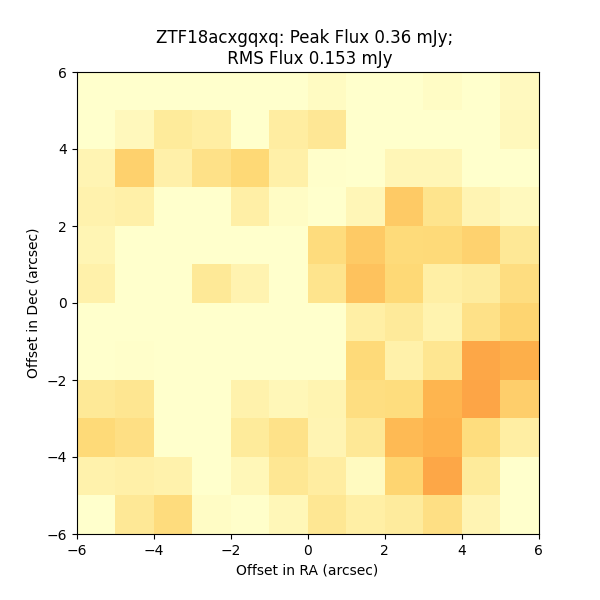 ZTF18acxgqxq: Peak Flux 0.36 mJy;
RMS Flux 0.153 mJy
6
4
2
0
−2
−4
−6
Offset in Dec (arcsec)
−6 −4 −2 0 2 4 6
Offset in RA (arcsec)